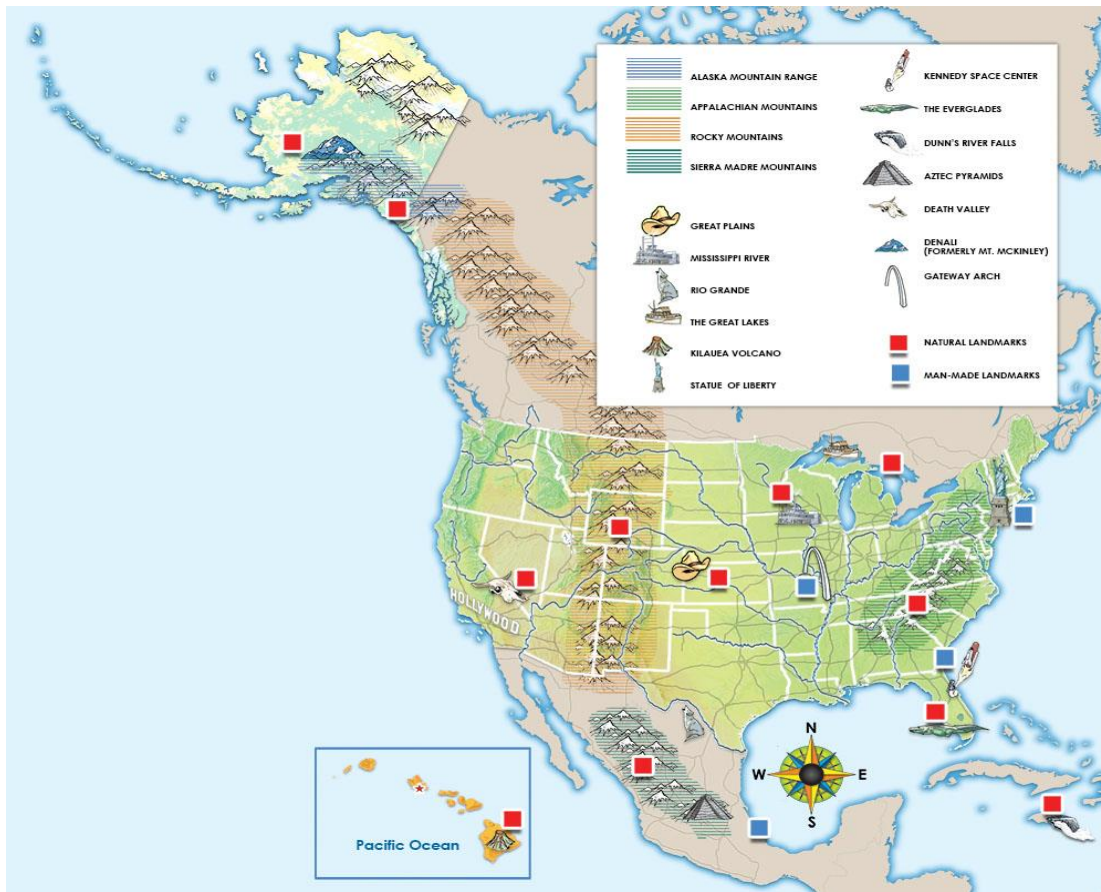 ALASKA MOUNTAIN RANGE
APPALACHIAN MOUNTAINS
ROCKY MOUNTAINS
SIERRA MADRE MOUNTAINS
GREAT PLAINS
MISSISSIPPI RIVER
RIO GRANDE
THE GREAT LAKES
KILAUEA VOLCANO
STATUE OF LIBERTY
KENNEDY SPACE CENTER
THE EVERGLADES
DUNN'S RIVER FALLS
AZTEC PYRAMIDS
DEATH VALLEY
DENALI
(FORMERLY MT. MCKINLEY)
GATEWAY ARCH
NATURAL LANDMARKS
MAN-MADE LANDMARKS
HOLLYWOOD
N
W
E
S
Pacific Ocean